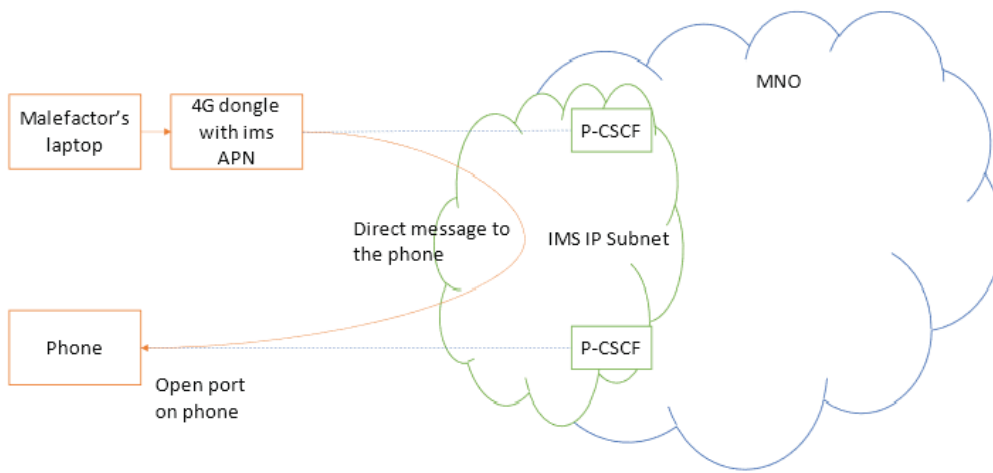 MNO
Malefactor's
laptop
4G dongle
with ims
APN
P-CSCF
Direct message to
the phone
IMS IP Subnet
Phone
P-CSCF
Open port
on phone